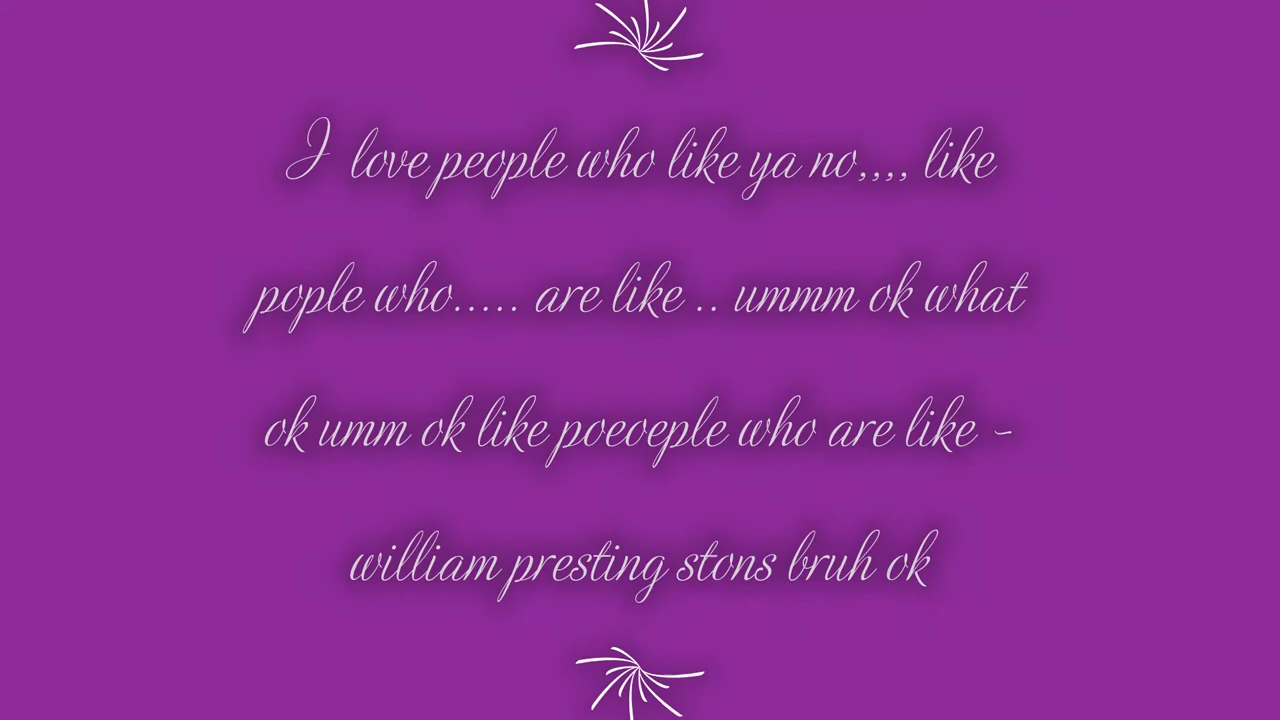 I love people who like ya no,,,, like
pople who..... are like .. ummm ok what
ok umm ok like poeoeple who are like -
william presting stons bruh ok